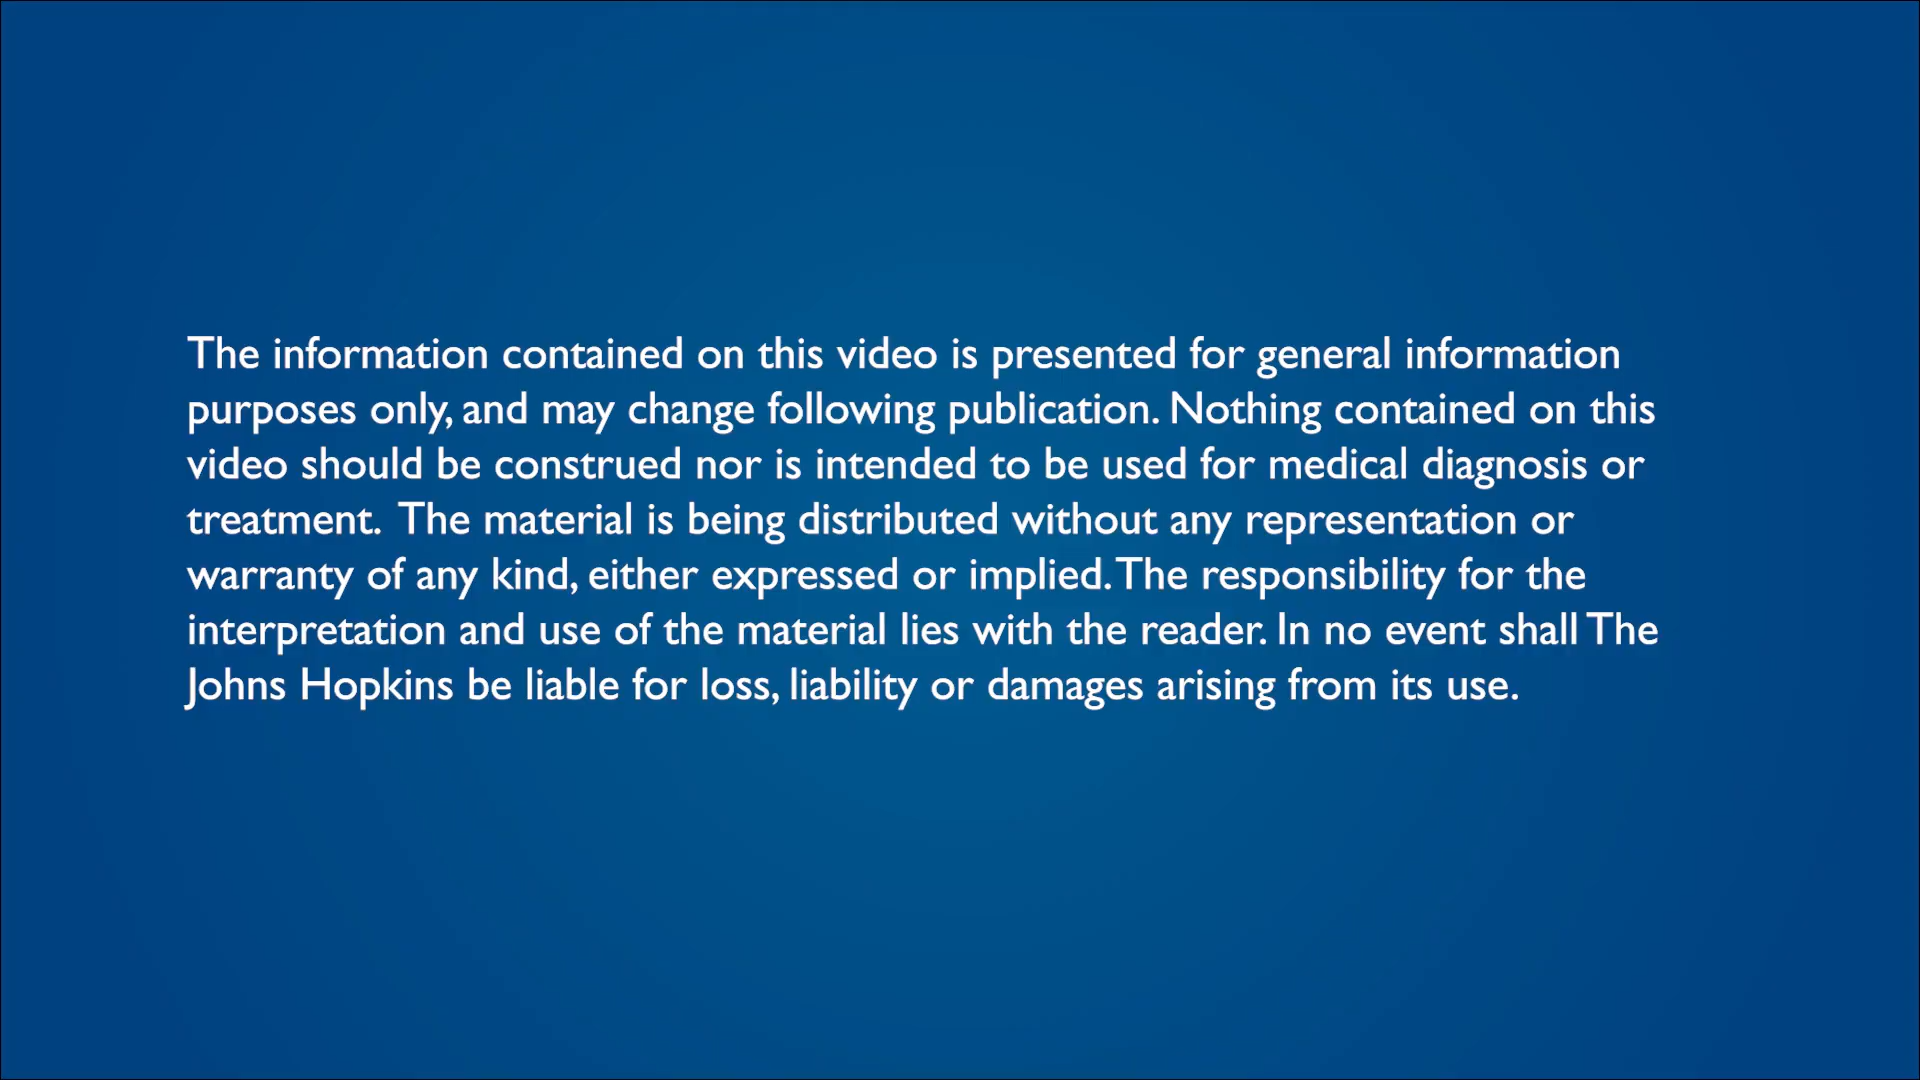 The information contained on this video is presented for general information
purposes only, and may change following publication. Nothing contained on this
video should be construed nor is intended to be used for medical diagnosis or
treatment.  The material is being distributed without any representation or
warranty of any kind, either expressed or implied. The responsibility for the
interpretation and use of the material lies with the reader. In no event shall The
Johns Hopkins be liable for loss, liability or damages arising from its use.